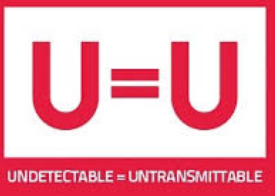 U=U
UNDETECTABLE = UNTRANSMITTABLE